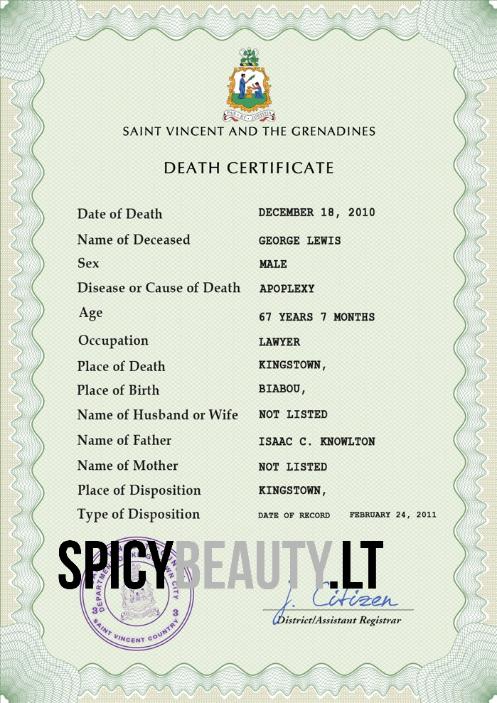 SAINT VINCENT AND THE GRENADINES
DEATH CERTIFICATE
Date of Death DECEMBER 18, 2010
Name of Deceased GEORGE LEWIS
Sex MALE
Disease or Cause of Death APOPLEXY
Age 67 YEARS 7 MONTHS
Occupation LAWYER
Place of Death KINGSTOWN,
Place of Birth BIABOU,
Name of Husband or Wife NOT LISTED
Name of Father ISAAC C. KNOWLTON
Name of Mother NOT LISTED
Place of Disposition KINGSTOWN,
Type of Disposition DATE OF RECORD FEBRUARY 24, 2011
SPICYBEAUTY.LT
3 3
SAINT VINCENT COUNTRY
J. Citizen
District/Assistant Registrar